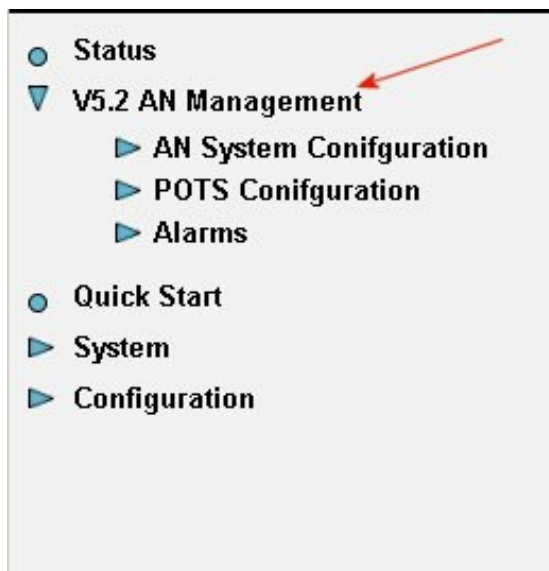 Status
V5.2 AN Management
AN System Conifguration
POTS Conifguration
Alarms
Quick Start
System
Configuration